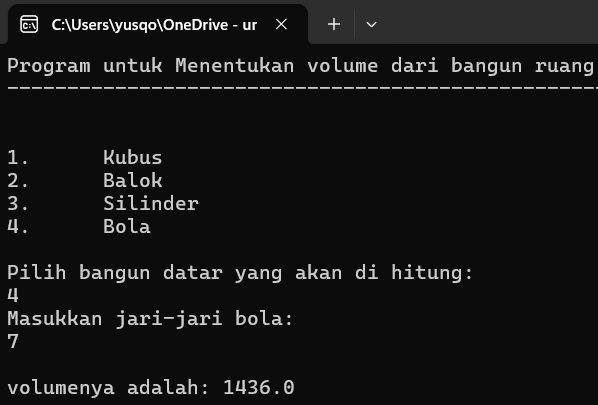 C:\Users\yusqo\OneDrive - ur
Program untuk Menentukan volume dari bangun ruang
--------------------------------------------------
1. Kubus
2. Balok
3. Silinder
4. Bola
Pilih bangun datar yang akan di hitung:
4
Masukkan jari-jari bola:
7
volumenya adalah: 1436.0